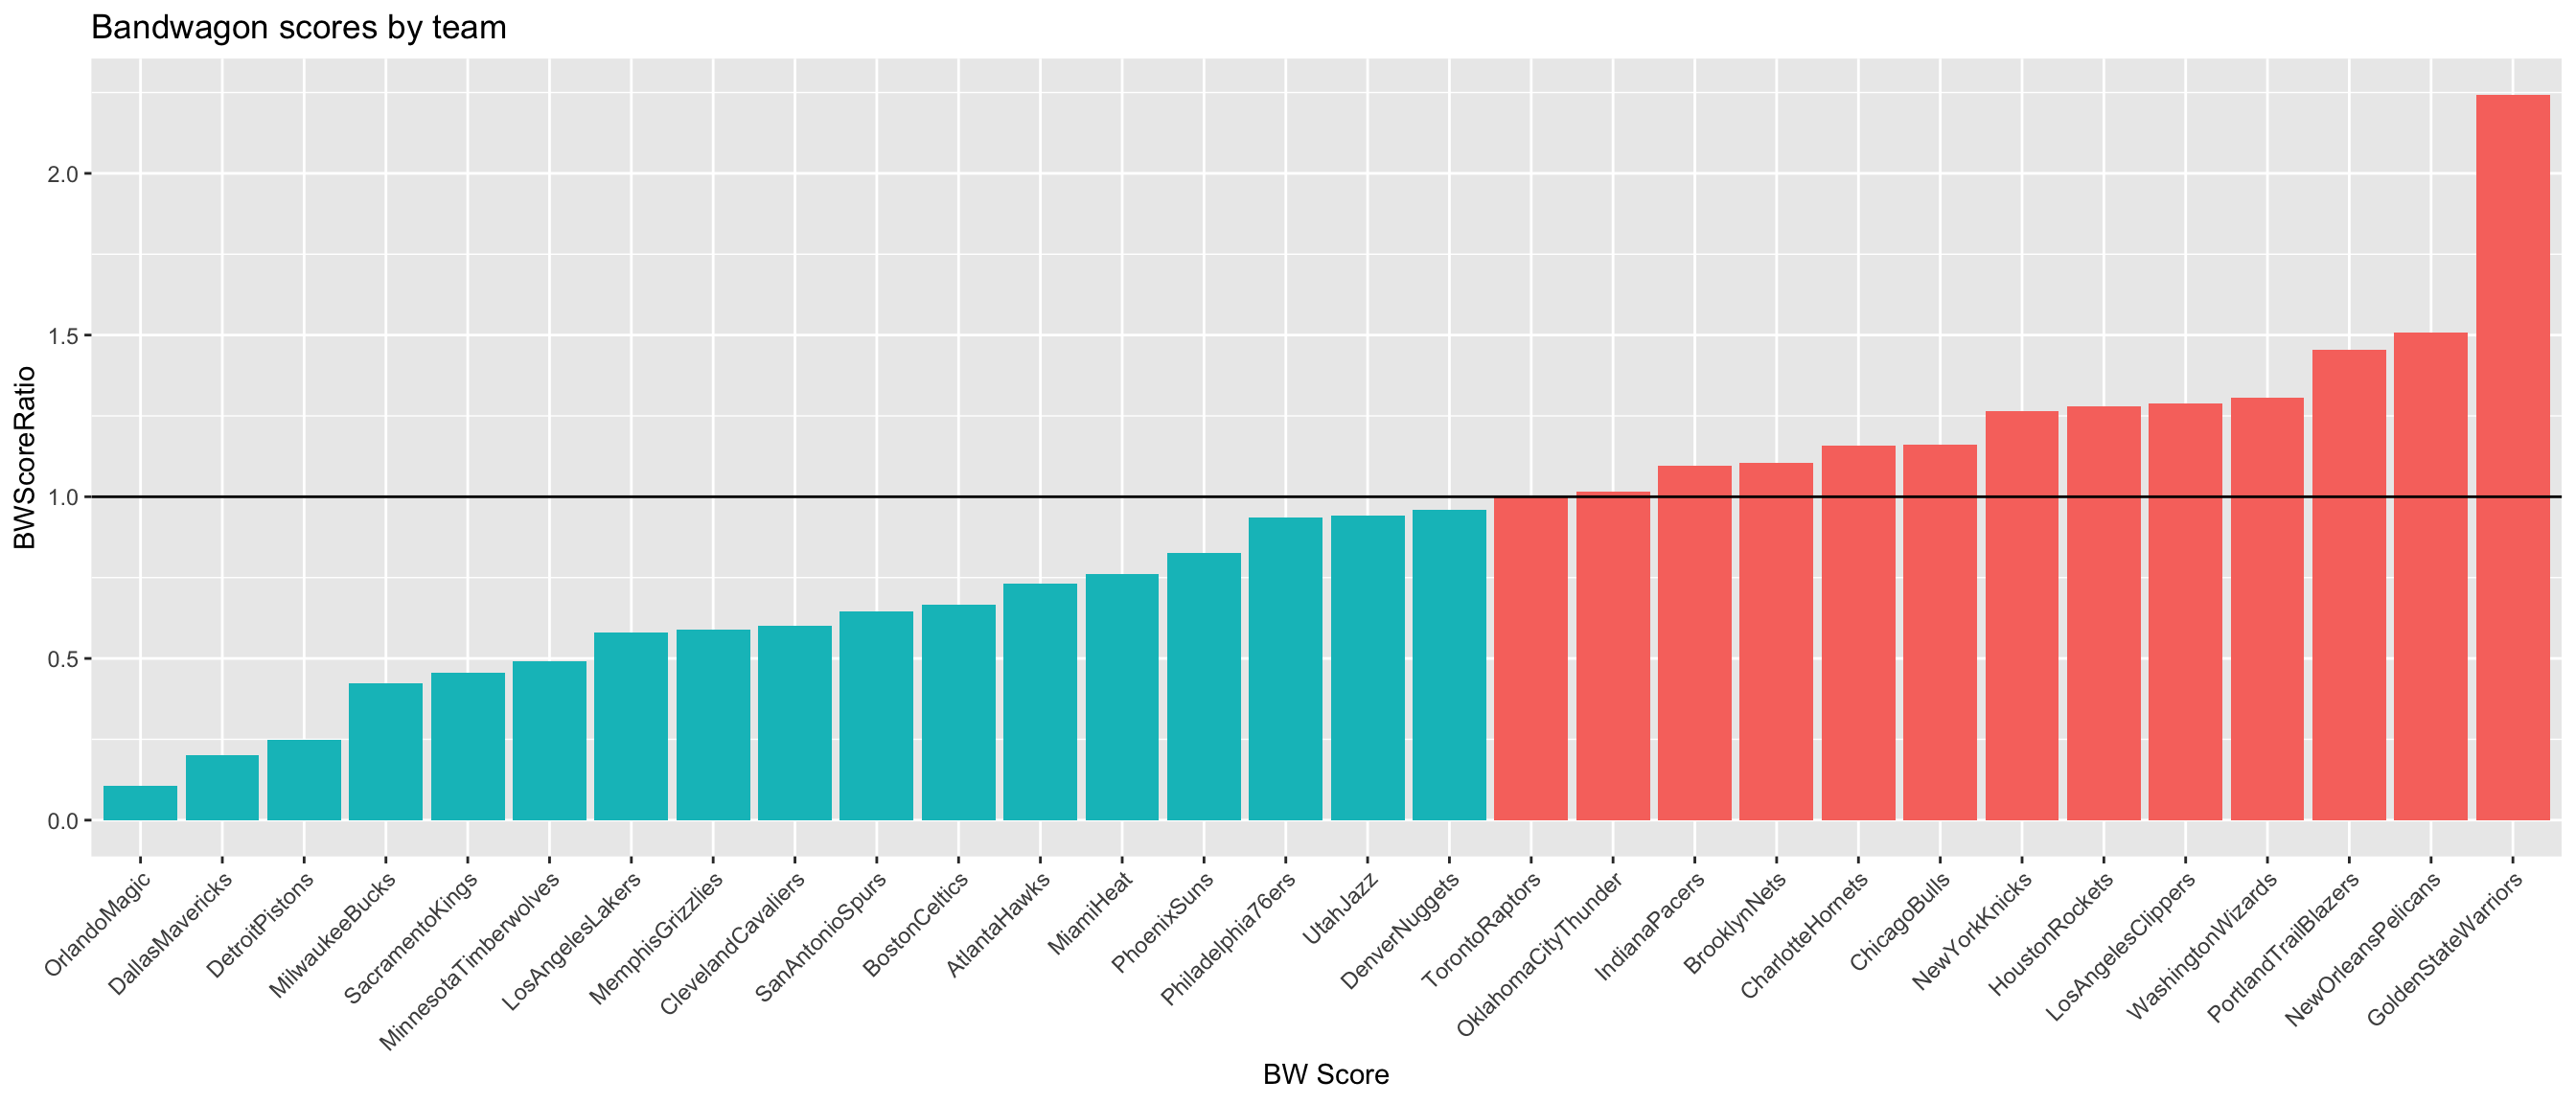 Bandwagon scores by team
BWScoreRatio
2.0
1.5
1.0
0.5
0.0
OrlandoMagic
DallasMavericks
DetroitPistons
MilwaukeeBucks
SacramentoKings
MinnesotaTimberwolves
LosAngelesLakers
MemphisGrizzlies
ClevelandCavaliers
SanAntonioSpurs
BostonCeltics
AtlantaHawks
MiamiHeat
PhoenixSuns
Philadelphia76ers
UtahJazz
DenverNuggets
TorontoRaptors
OklahomaCityThunder
IndianaPacers
BrooklynNets
CharlotteHornets
ChicagoBulls
NewYorkKnicks
HoustonRockets
LosAngelesClippers
WashingtonWizards
PortlandTrailBlazers
NewOrleansPelicans
GoldenStateWarriors
BW Score